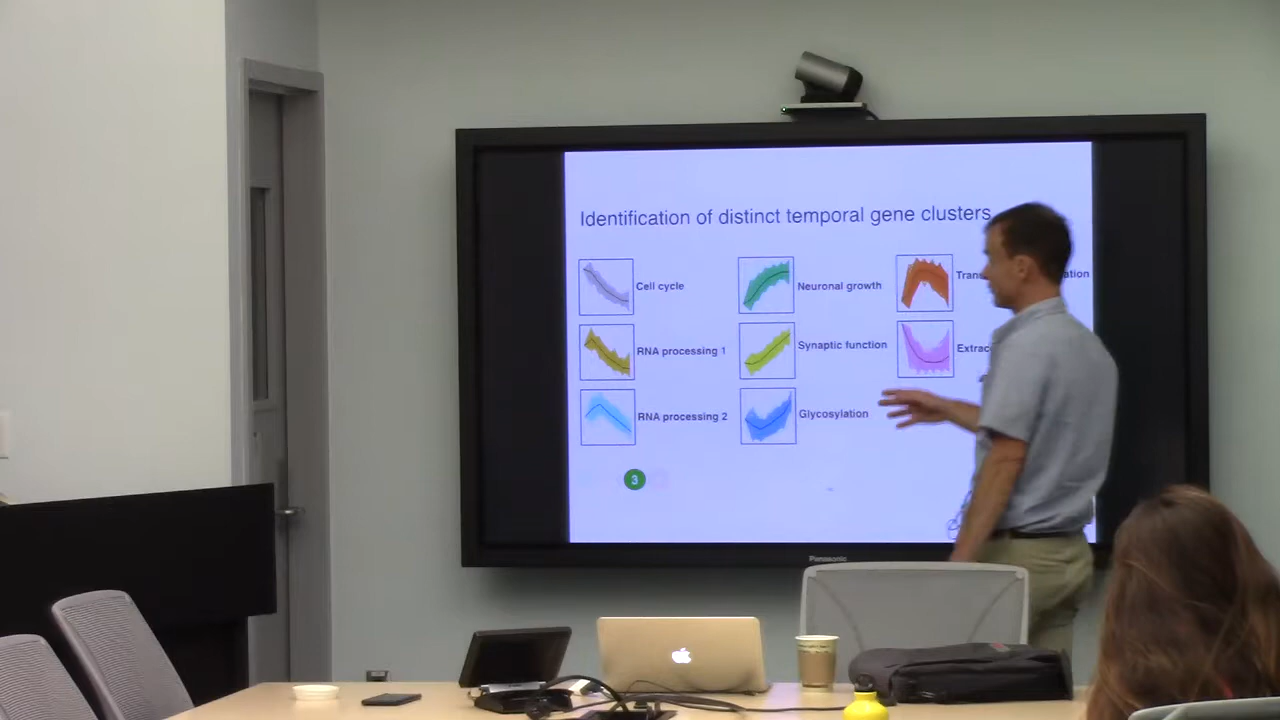 Identification of distinct temporal gene clusters
Cell cycle
Neuronal growth
RNA processing 1
Synaptic function
RNA processing 2
Glycosylation
3
Panasonic